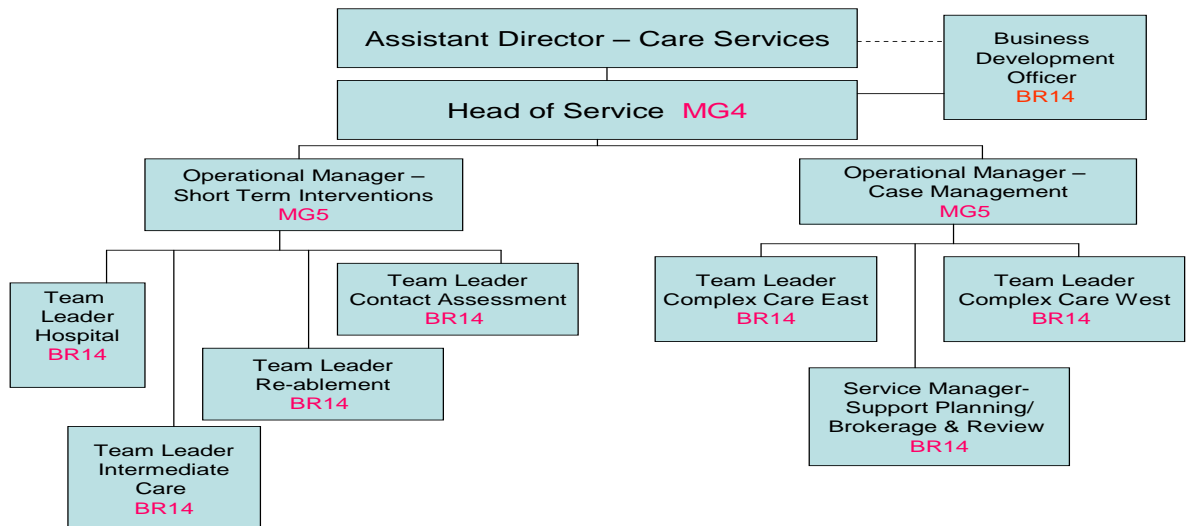 Assistant Director – Care Services
Business
Development
Officer
BR14
Head of Service MG4
Operational Manager –
Short Term Interventions
MG5
Operational Manager –
Case Management
MG5
Team
Leader
Hospital
BR14
Team Leader
Intermediate
Care
BR14
Team Leader
Re-ablement
BR14
Team Leader
Contact Assessment
BR14
Team Leader
Complex Care East
BR14
Service Manager-
Support Planning/
Brokerage & Review
BR14
Team Leader
Complex Care West
BR14